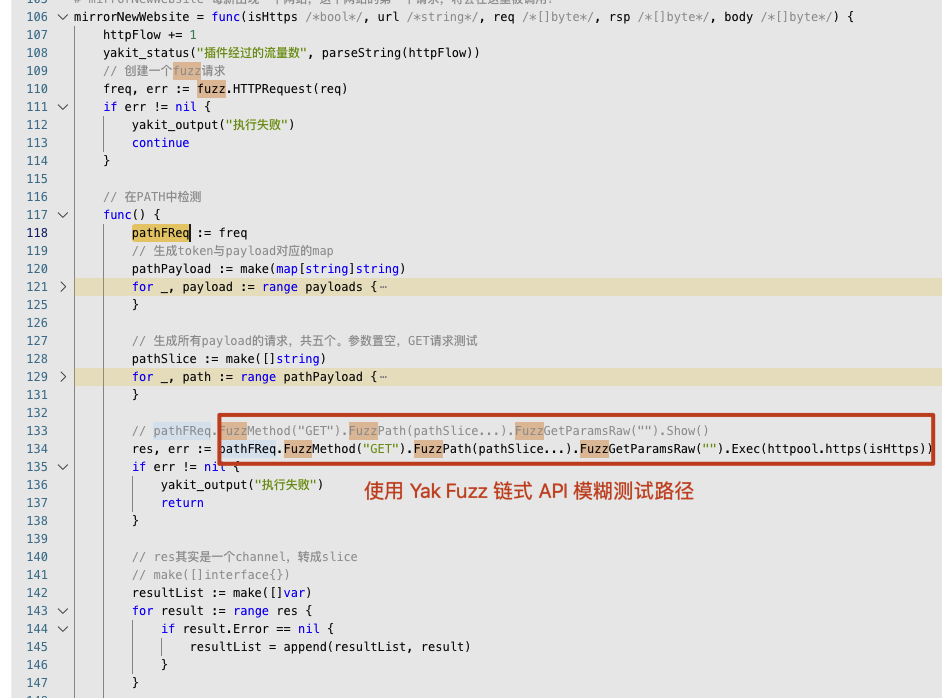 106 mirrorNewWebsite = func(isHttps /*bool*/, url /*string*/, req /*[]byte*/, rsp /*[]byte*/, body /*[]byte*/) {
107 httpFlow += 1
108 yakit_status("插件经过的流量数", parseString(httpFlow))
109 // 创建一个fuzz请求
110 freq, err := fuzz.HTTPRequest(req)
111 if err != nil {
112 yakit_output("执行失败")
113 continue
114 }
115
116 // 在PATH中检测
117 func() {
118 pathFReq := freq
119 // 生成token与payload对应的map
120 pathPayload := make(map[string]string)
121 for _, payload := range payloads {⋯
125 }
126
127 // 生成所有payload的请求，共五个。参数置空，GET请求测试
128 pathSlice := make([]string)
129 for _, path := range pathPayload {⋯
131 }
132
133 // pathFReq.FuzzMethod("GET").FuzzPath(pathSlice...).FuzzGetParamsRaw("").Show()
134 res, err := pathFReq.FuzzMethod("GET").FuzzPath(pathSlice...).FuzzGetParamsRaw("").Exec(httpool.https(isHttps))
135 if err != nil {
136 yakit_output("执行失败")
使用 Yak Fuzz 链式 API 模糊测试路径
137 return
138 }
139
140 // res其实是一个channel，转成slice
141 // make([]interface{})
142 resultList := make([]var)
143 for result := range res {
144 if result.Error == nil {
145 resultList = append(resultList, result)
146 }
147 }